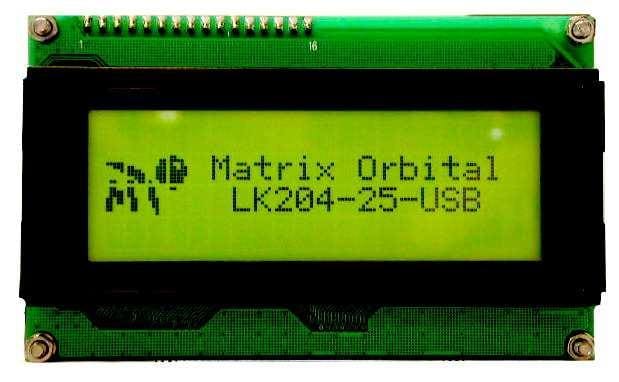 1 16
Matrix Orbital
LK204-25-USB